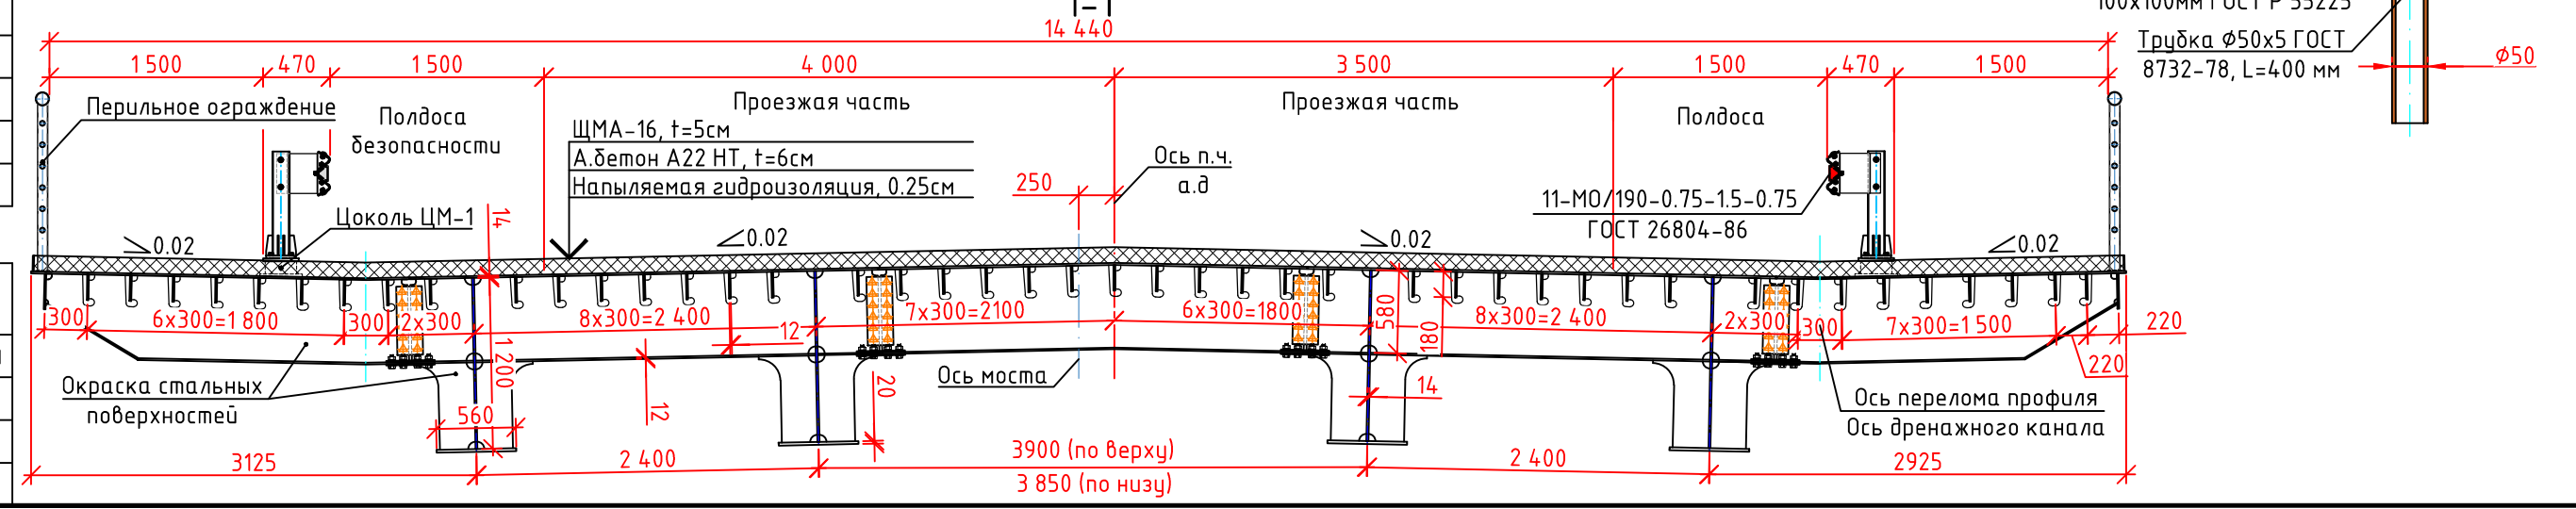 I-I
100х100мм ГОСТ Р 55225
Трубка Ø50х5 ГОСТ
8732-78, L=400 мм
Ø50
14 440
1 500
470
1 500
4 000
3 500
1 500
470
1 500
Перильное ограждение
Полдоса
безопасности
Проезжая часть
Проезжая часть
Полдоса
ЩМА-16, t=5см
А.бетон А22 НТ, t=6см
Напыляемая гидроизоляция, 0.25см
Ось п.ч.
а.д
250
11-МО/190-0.75-1.5-0.75
ГОСТ 26804-86
Цоколь ЦМ-1
14
0.02
0.02
0.02
0.02
300
6х300=1 800
300
2х300
8х300=2 400
12
7х300=2100
6х300=1800
580
180
8х300=2 400
2х300
300
7х300=1500
220
220
1 200
Окраска стальных
поверхностей
560
12
20
Ось моста
14
Ось перелома профиля
Ось дренажного канала
3125
2 400
3900 (по верху)
3 850 (по низу)
2 400
2925